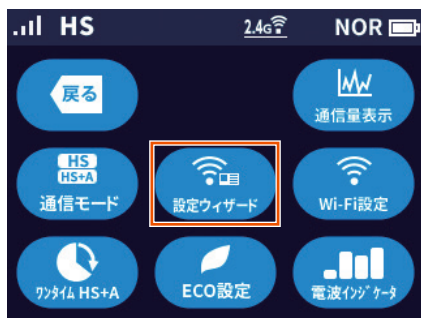 HS 2.4G NOR
戻る
通信量表示
HS
HS+A
通信モード
設定ウィザード
Wi-Fi設定
ワンタイム HS+A
ECO設定
電波インジケータ